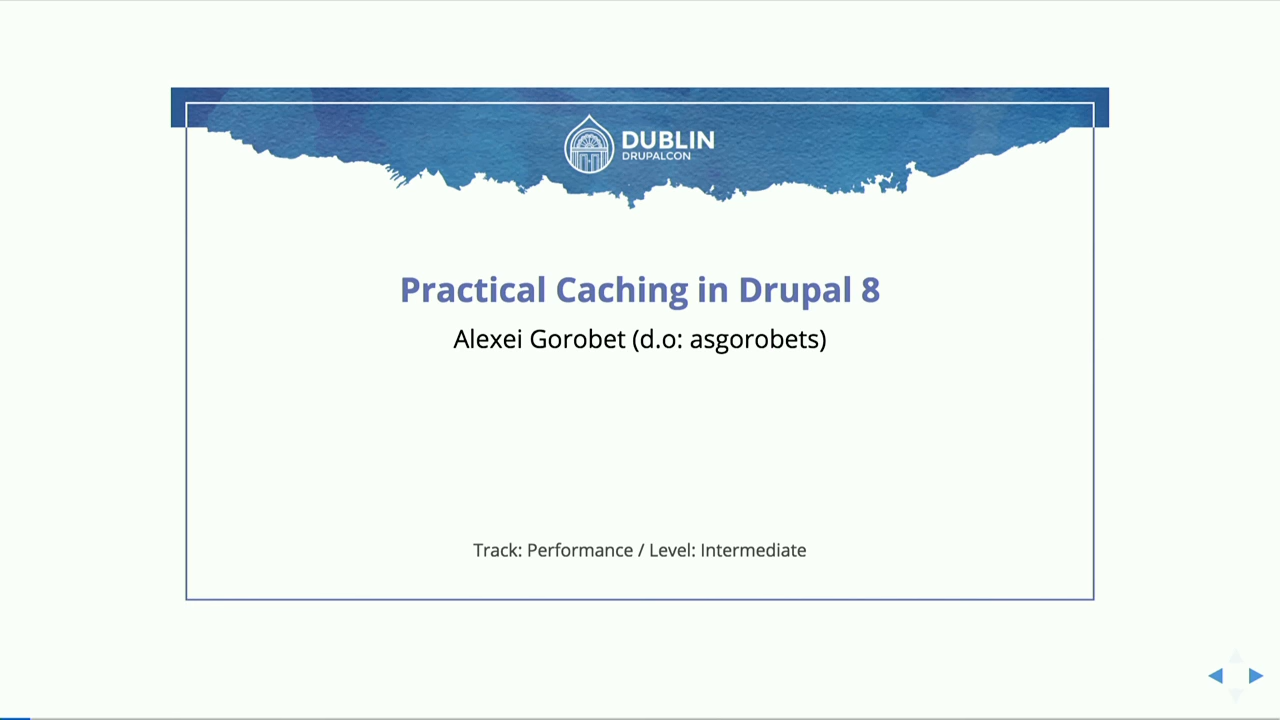 DUBLIN
DRUPALCON
Practical Caching in Drupal 8
Alexei Gorobet (d.o: asgorobets)
Track: Performance / Level: Intermediate